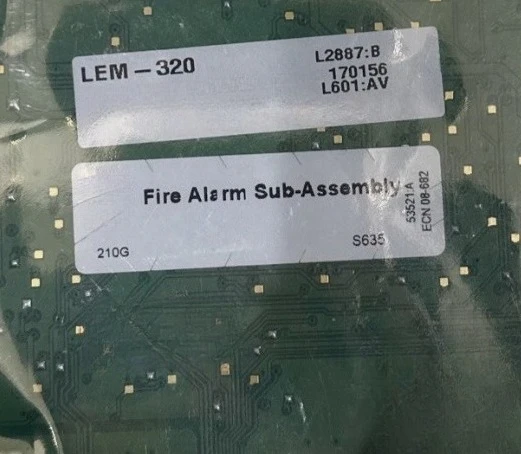 LEM – 320
L2887:B
170156
L601:AV
Fire Alarm Sub-Assembly
53521:A
ECN 08-682
210G
S635